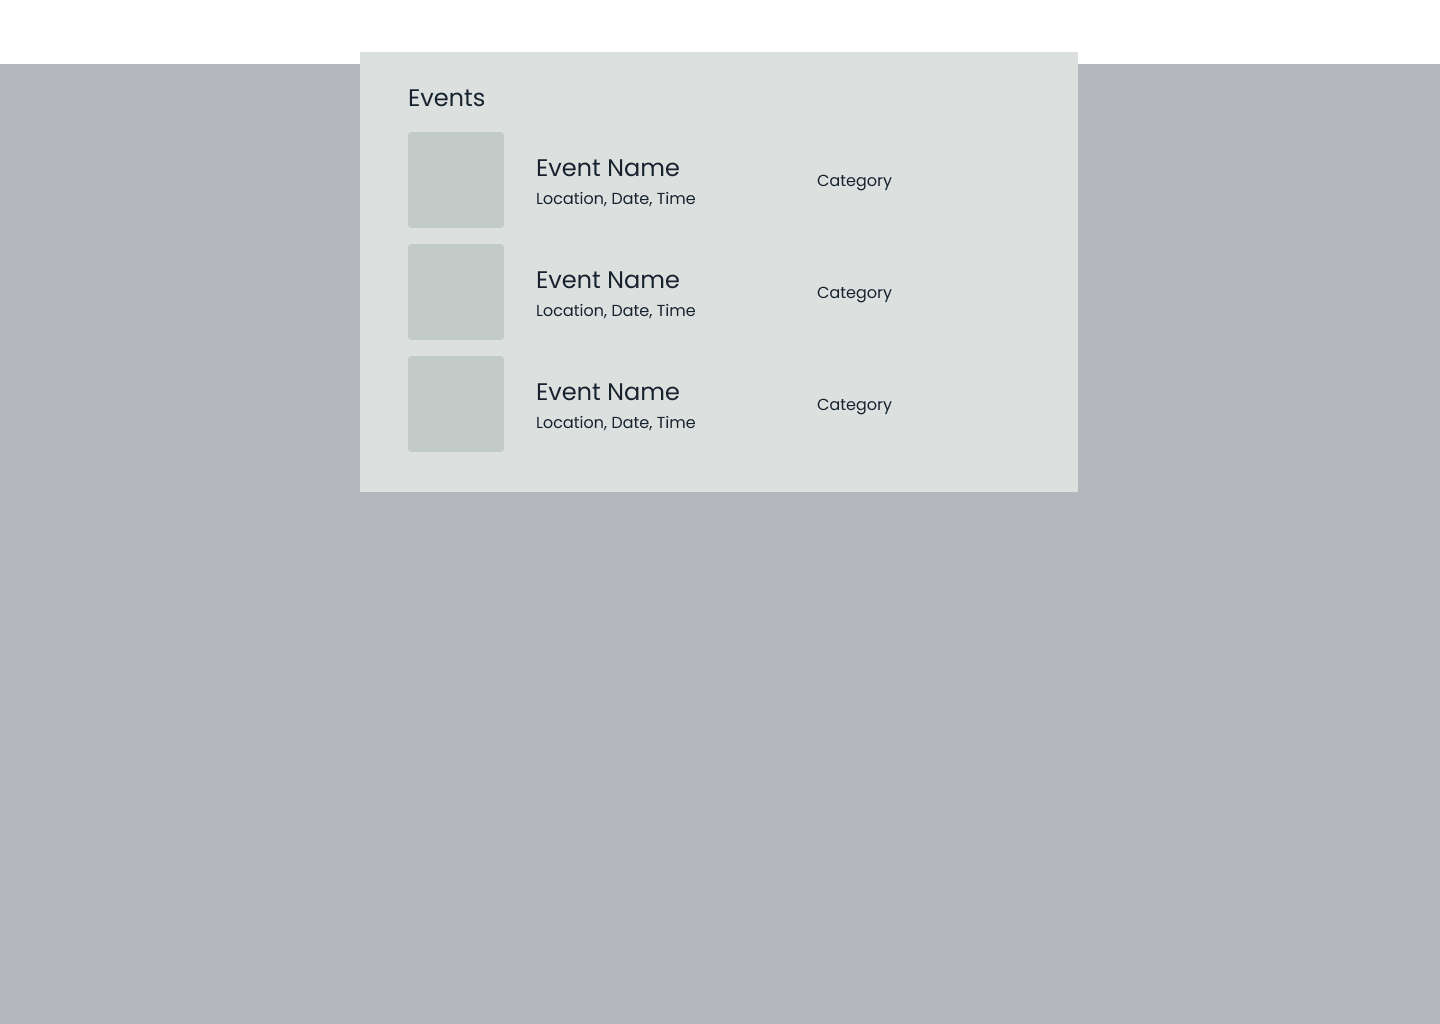 Events
Event Name
Location, Date, Time
Category
Event Name
Location, Date, Time
Category
Event Name
Location, Date, Time
Category